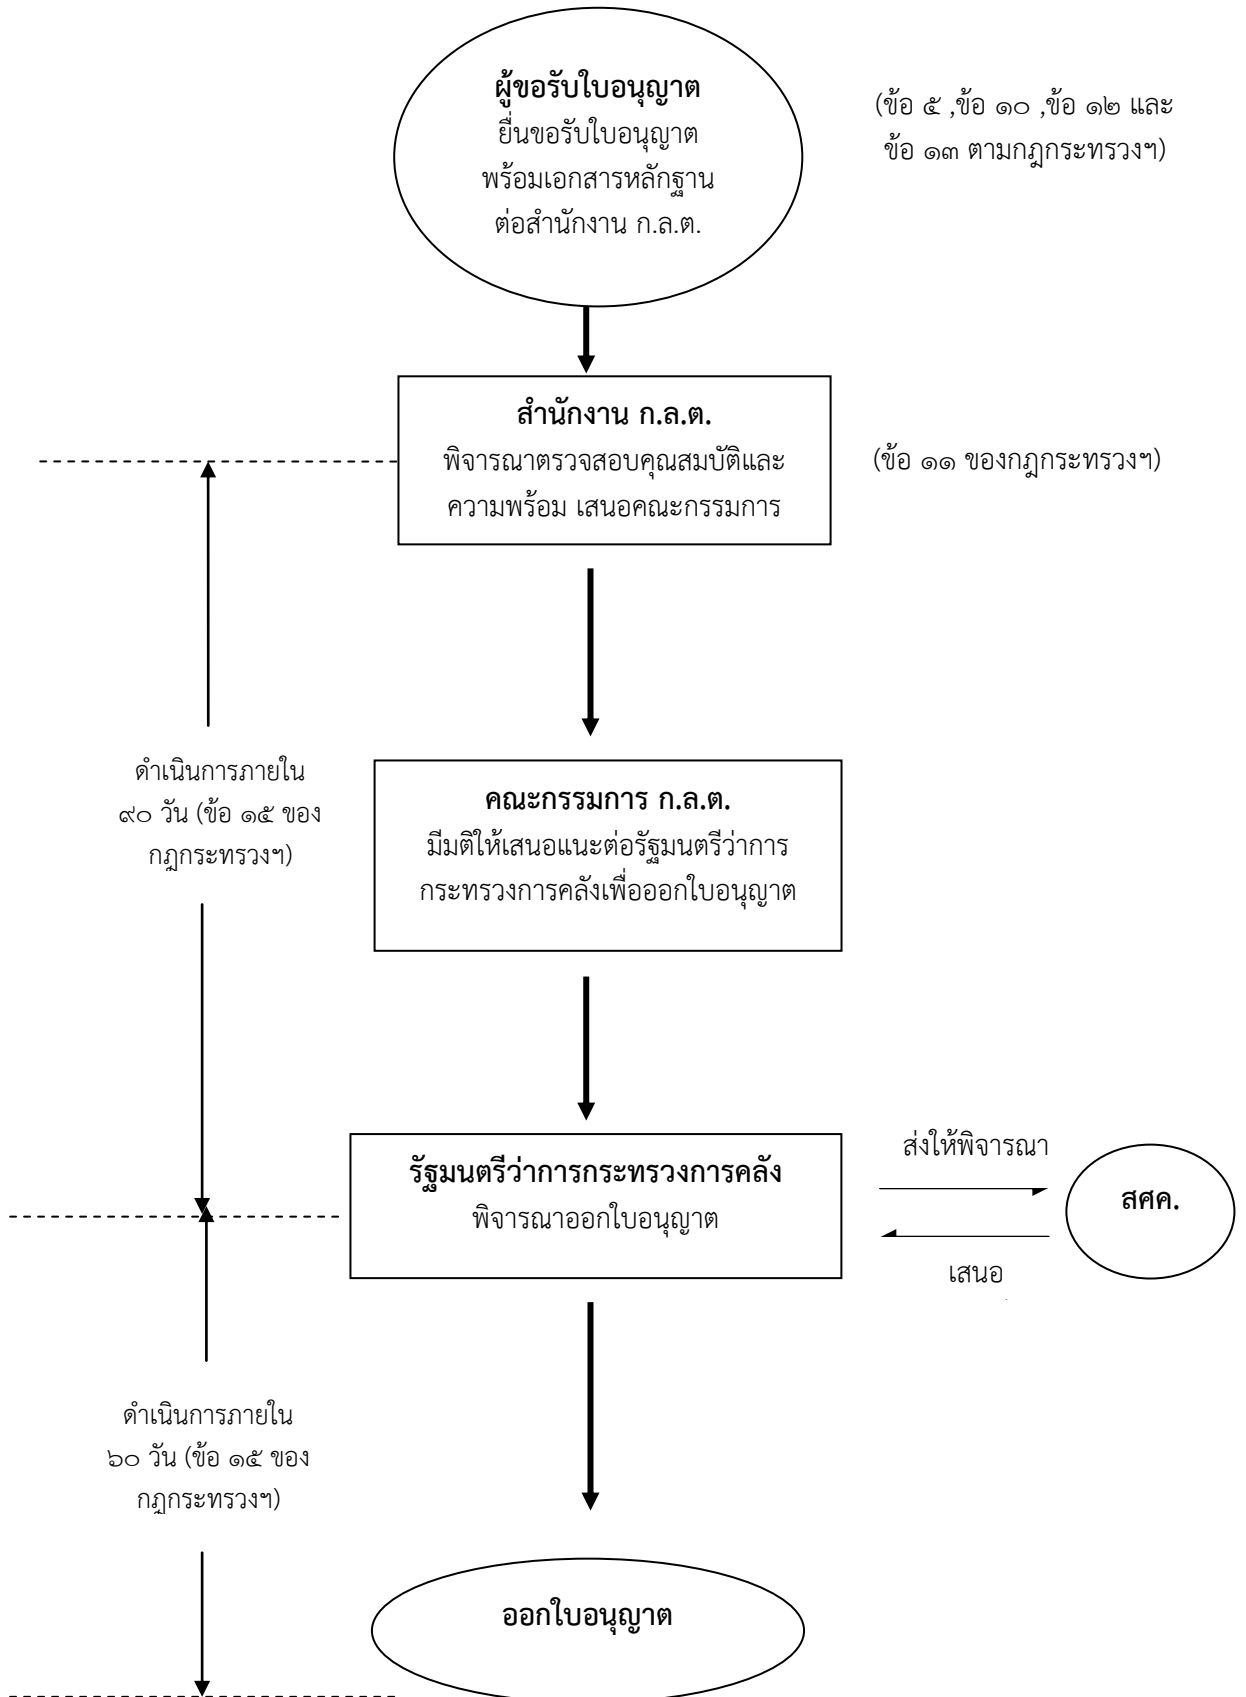 ผู้ขอรับใบอนุญาต
ยื่นขอรับใบอนุญาต
พร้อมเอกสารหลักฐาน
ต่อสำนักงาน ก.ล.ต.
(ข้อ ๕ ,ข้อ ๑๐ ,ข้อ ๑๒ และ
ข้อ ๑๓ ตามกฎกระทรวงฯ)
สำนักงาน ก.ล.ต.
พิจารณาตรวจสอบคุณสมบัติและ
ความพร้อม เสนอคณะกรรมการ
(ข้อ ๑๑ ของกฎกระทรวงฯ)
ดำเนินการภายใน
๙๐ วัน (ข้อ ๑๕ ของ
กฎกระทรวงฯ)
คณะกรรมการ ก.ล.ต.
มีมติให้เสนอแนะต่อรัฐมนตรีว่าการ
กระทรวงการคลังเพื่อออกใบอนุญาต
รัฐมนตรีว่าการกระทรวงการคลัง
พิจารณาออกใบอนุญาต
ส่งให้พิจารณา
สศค.
เสนอ
ดำเนินการภายใน
๖๐ วัน (ข้อ ๑๕ ของ
กฎกระทรวงฯ)
ออกใบอนุญาต